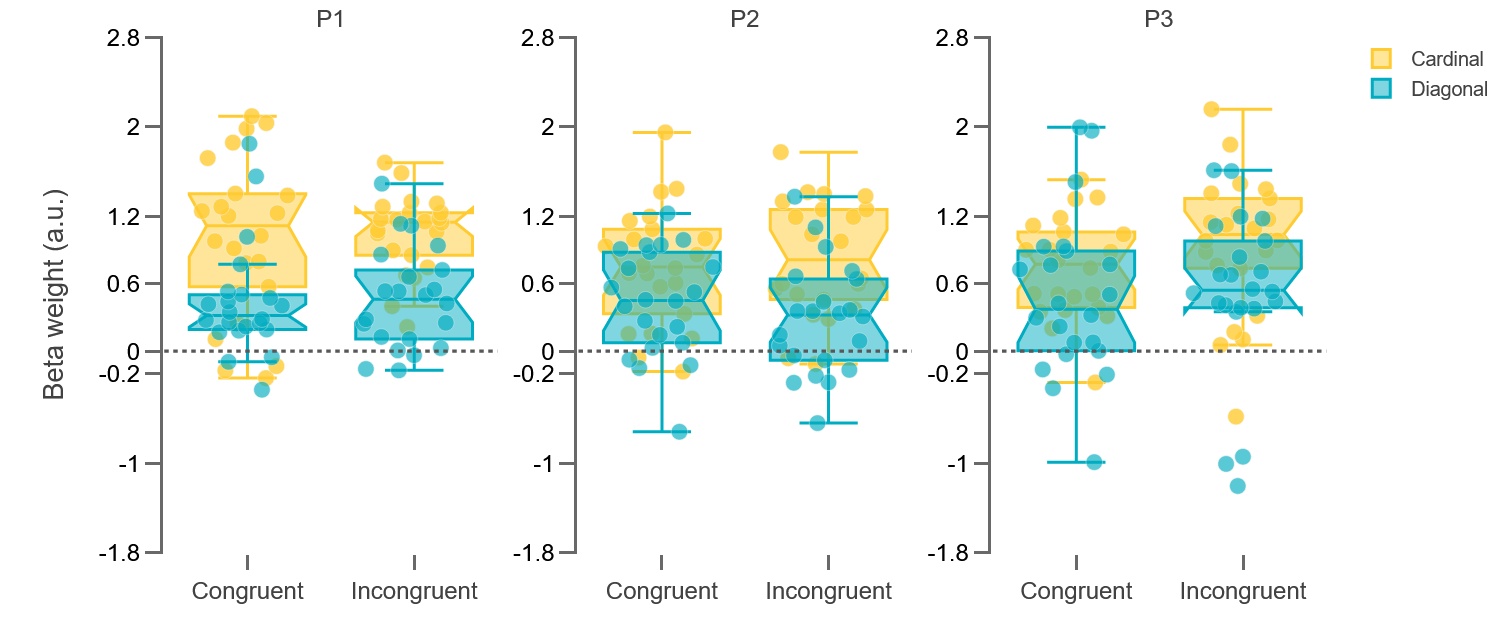 P1
P2
P3
Beta weight (a.u.)
2.8
2
1.2
0.6
0
-0.2
-1
-1.8
Congruent
Incongruent
2.8
2
1.2
0.6
0
-0.2
-1
-1.8
Congruent
Incongruent
2.8
2
1.2
0.6
0
-0.2
-1
-1.8
Congruent
Incongruent
Cardinal
Diagonal